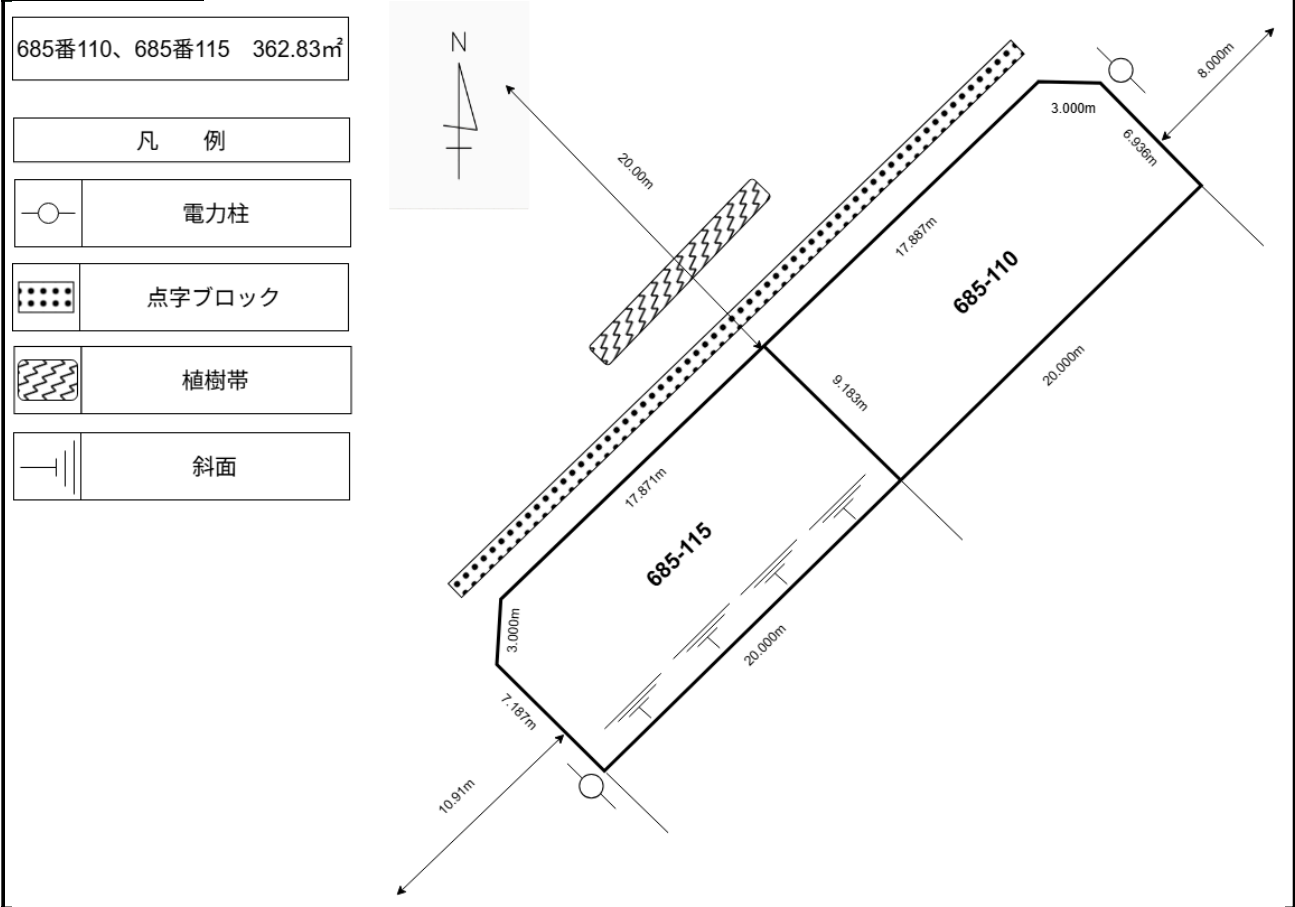 685番110、685番115　362.83㎡
凡　　例
電力柱
点字ブロック
植樹帯
斜面
N
20.00m
8.000m
3.000m
6.936m
17.887m
685-110
20.000m
9.183m
17.871m
685-115
3.000m
20.000m
7.187m
10.91m